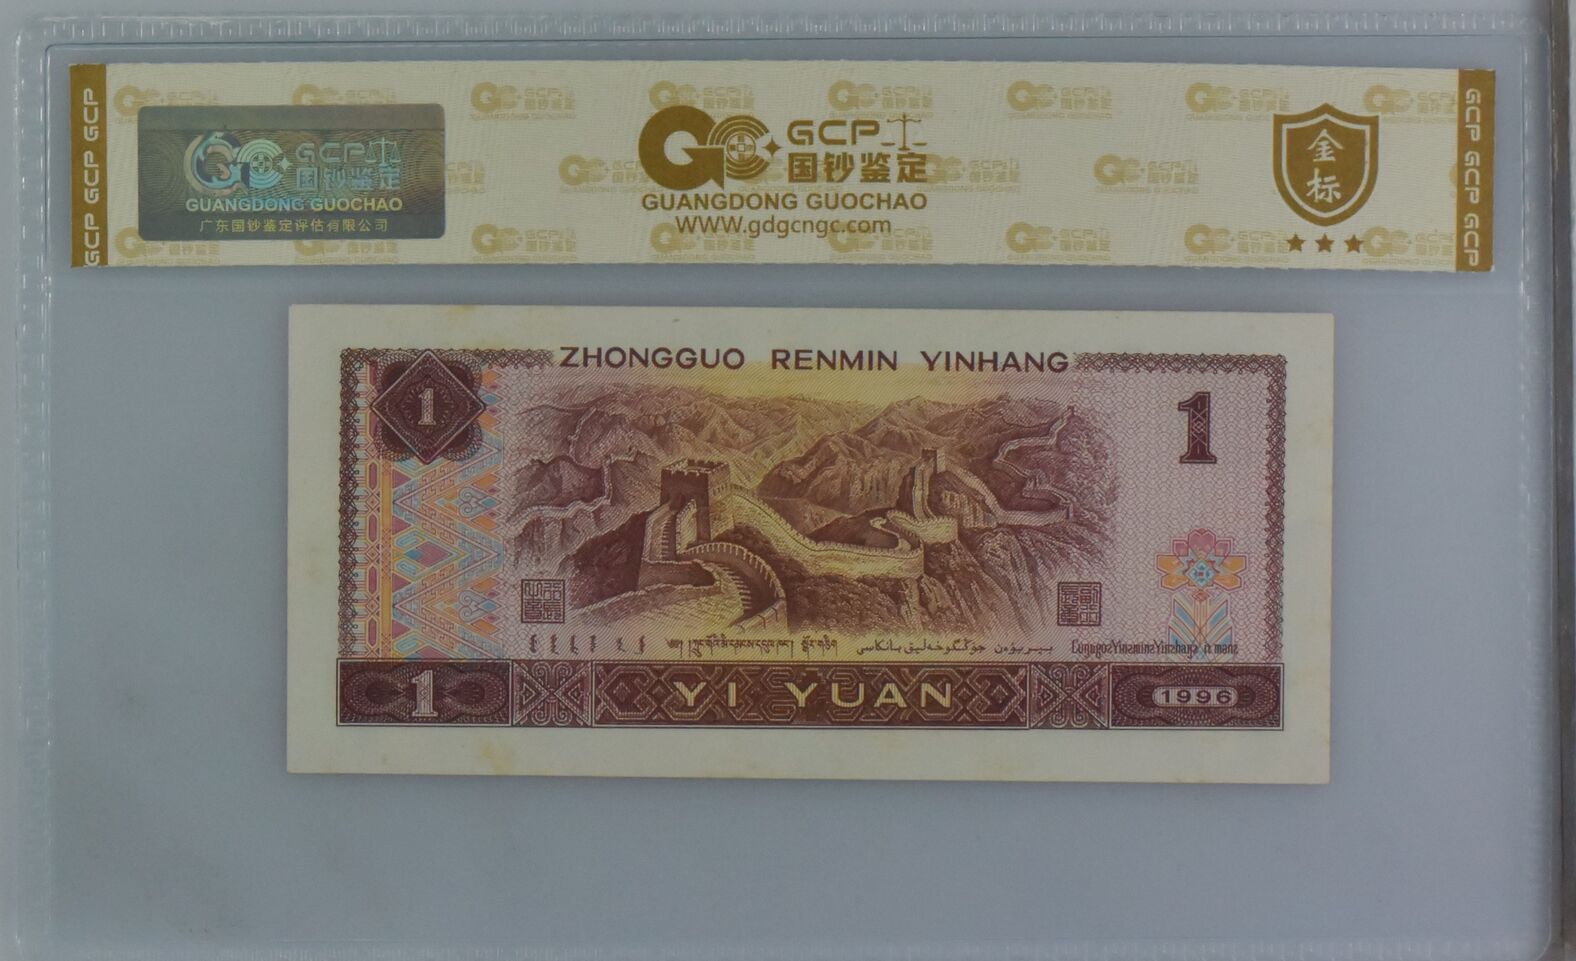 GCP GCP GCP
GCP 国钞鉴定
GUANGDONG GUOCHAO
广东国钞鉴定评估有限公司
GCP
国钞鉴定
GUANGDONG GUOCHAO
WWW.gdgcngc.com
金标
GCP GCP GCP
ZHONGGUO RENMIN YINHANG
1
1
1
YI YUAN
1996